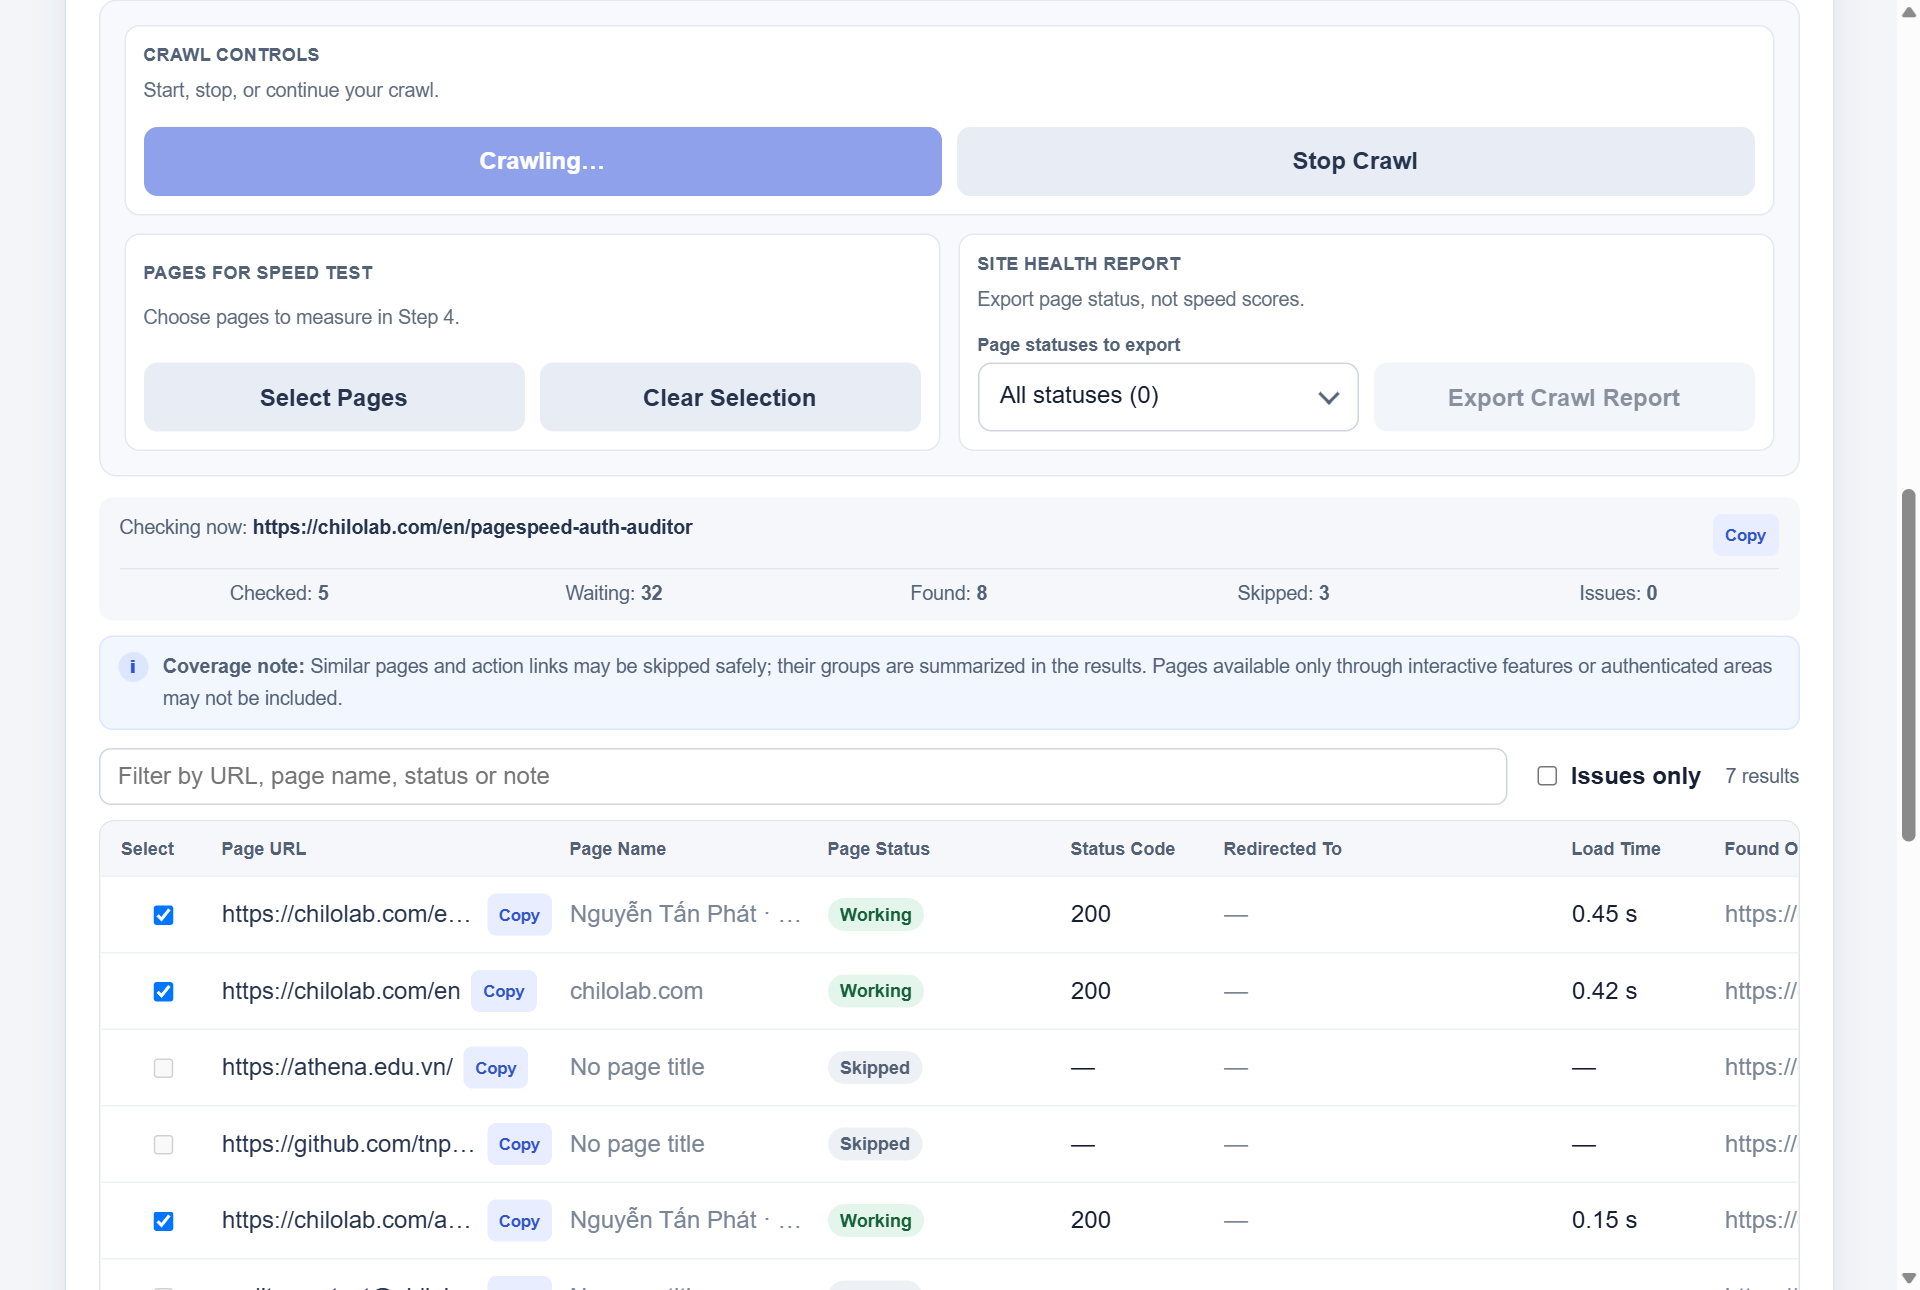 CRAWL CONTROLS
Start, stop, or continue your crawl.
Crawling...
Stop Crawl
PAGES FOR SPEED TEST
Choose pages to measure in Step 4.
Select Pages
Clear Selection
SITE HEALTH REPORT
Export page status, not speed scores.
Page statuses to export
All statuses (0)
Export Crawl Report
Checking now: https://chilolab.com/en/pagespeed-auth-auditor
Copy
Checked: 5 Waiting: 32 Found: 8 Skipped: 3 Issues: 0
i
Coverage note: Similar pages and action links may be skipped safely; their groups are summarized in the results. Pages available only through interactive features or authenticated areas
may not be included.
Filter by URL, page name, status or note
Issues only
7 results
Select Page URL Page Name Page Status Status Code Redirected To Load Time Found O
https://chilolab.com/e… Copy Nguyễn Tấn Phát · … Working 200 — 0.45 s https://
https://chilolab.com/en Copy chilolab.com Working 200 — 0.42 s https://
https://athena.edu.vn/ Copy No page title Skipped — — — https://
https://github.com/tnp… Copy No page title Skipped — — — https://
https://chilolab.com/a… Copy Nguyễn Tấn Phát · … Working 200 — 0.15 s https://